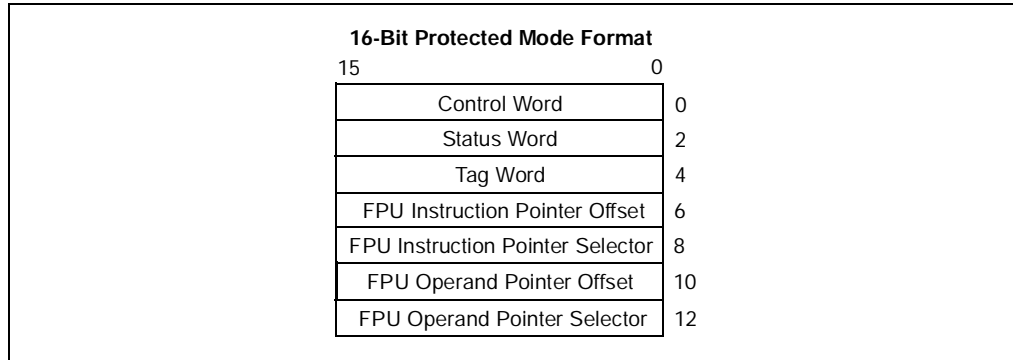 16-Bit Protected Mode Format
15 0
Control Word 0
Status Word 2
Tag Word 4
FPU Instruction Pointer Offset 6
FPU Instruction Pointer Selector 8
FPU Operand Pointer Offset 10
FPU Operand Pointer Selector 12